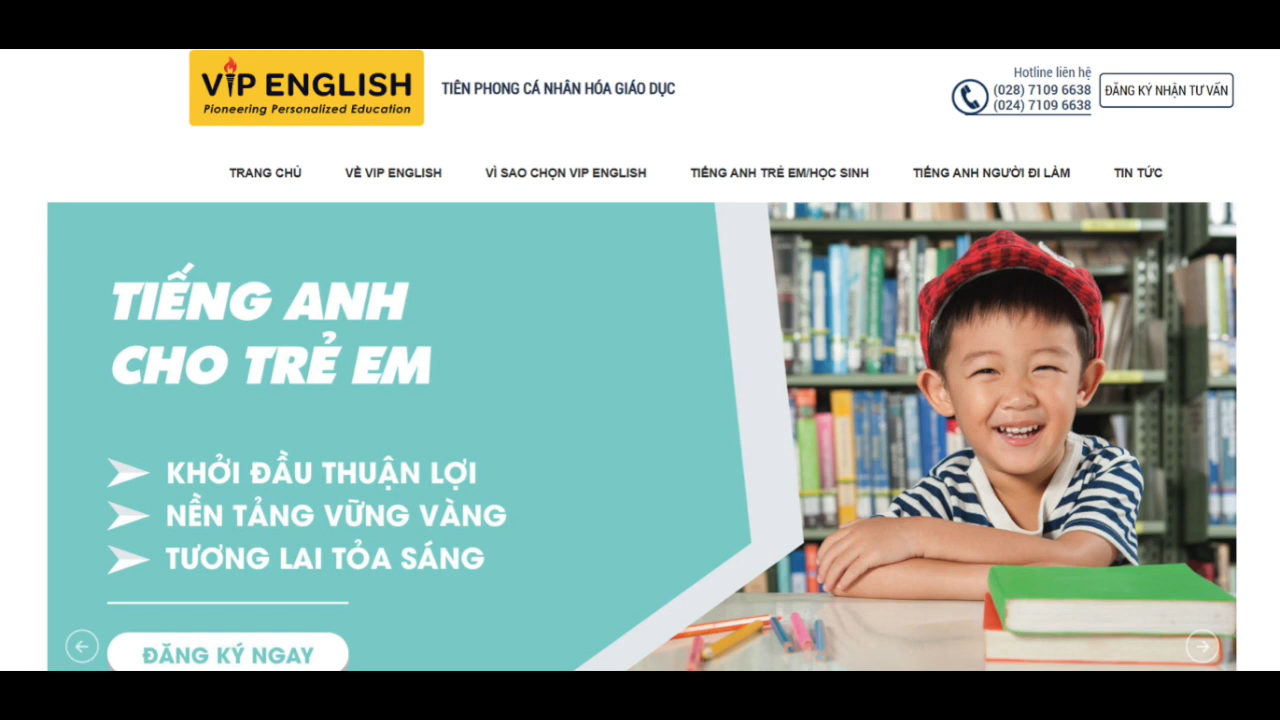 VIP ENGLISH
Pioneering Personalized Education
TIÊN PHONG CÁ NHÂN HÓA GIÁO DỤC
Hotline liên hệ
(028) 7109 6638
(024) 7109 6638
ĐĂNG KÝ NHẬN TƯ VẤN
TRANG CHỦ
VỀ VIP ENGLISH
VÌ SAO CHỌN VIP ENGLISH
TIẾNG ANH TRẺ EM/HỌC SINH
TIẾNG ANH NGƯỜI ĐI LÀM
TIN TỨC
TIẾNG ANH
CHO TRẺ EM
KHỞI ĐẦU THUẬN LỢI
NỀN TẢNG VỮNG VÀNG
TƯƠNG LAI TỎA SÁNG
ĐĂNG KÝ NGAY